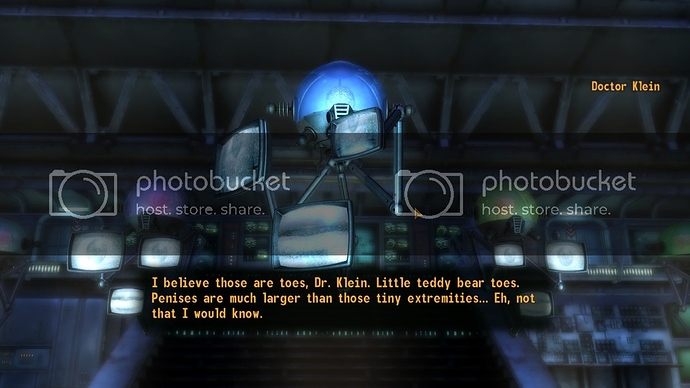 Doctor Klein
photobucket
host. store. share.
photobucket
host. store. share.
I believe those are toes, Dr. Klein. Little teddy bear toes.
Penises are much larger than those tiny extremities... Eh, not
that I would know.